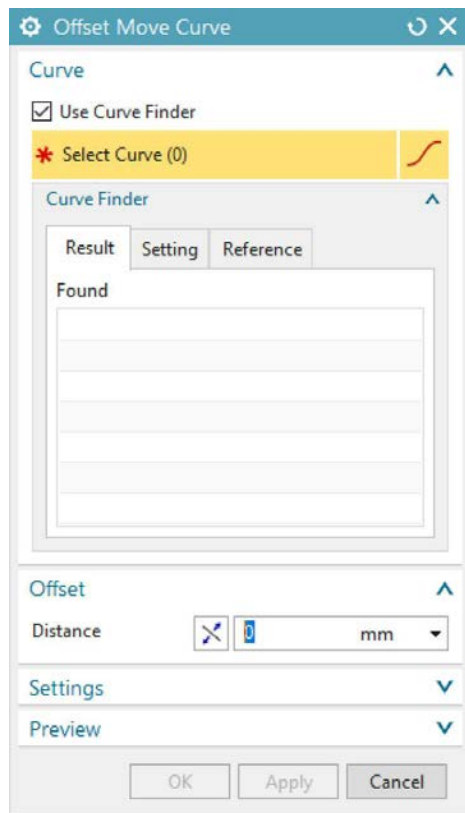 Offset Move Curve
Curve
Use Curve Finder
* Select Curve (0)
Curve Finder
Result Setting Reference
Found
Offset
Distance 0 mm
Settings
Preview
OK Apply Cancel